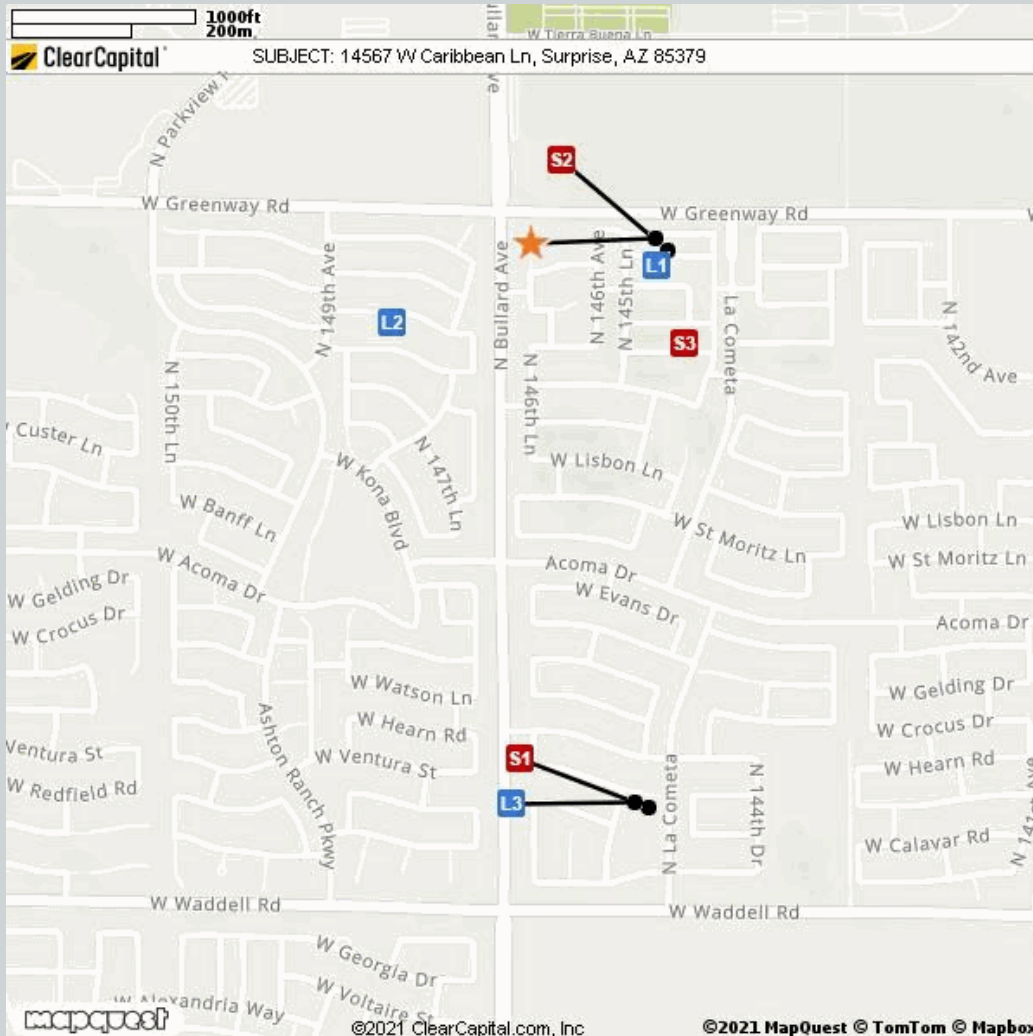 1000ft
200m
W Tierra Buena Ln
ClearCapital
SUBJECT: 14567 W Caribbean Ln, Surprise, AZ 85379
N Parkview
S2
W Greenway Rd
W Greenway Rd
L1
N 149th Ave
N Bullard Ave
N 146th Ave
N 145th Ln
L2
S3
La Cometa
N 142nd Ave
N 150th Ln
N 146th Ln
Custer Ln
W Kona Blvd
N 147th Ln
W Lisbon Ln
W Banff Ln
W St Moritz Ln
W Lisbon Ln
W St Moritz Ln
W Acoma Dr
Acoma Dr
W Gelding Dr
W Crocus Dr
W Evans Dr
Acoma Dr
W Watson Ln
W Gelding Dr
W Hearn Rd
W Crocus Dr
Ashton Ranch Pkwy
Ventura St
W Ventura St
S1
W Hearn Rd
W Redfield Rd
L3
N La Cometa
N 144th Dr
W Calavar Rd
N 141st Ave
W Waddell Rd
W Waddell Rd
W Georgia Dr
W Voltaire St
W Alexandria Way
mapquest
©2021 ClearCapital.com, Inc
©2021 MapQuest © TomTom © Mapbox